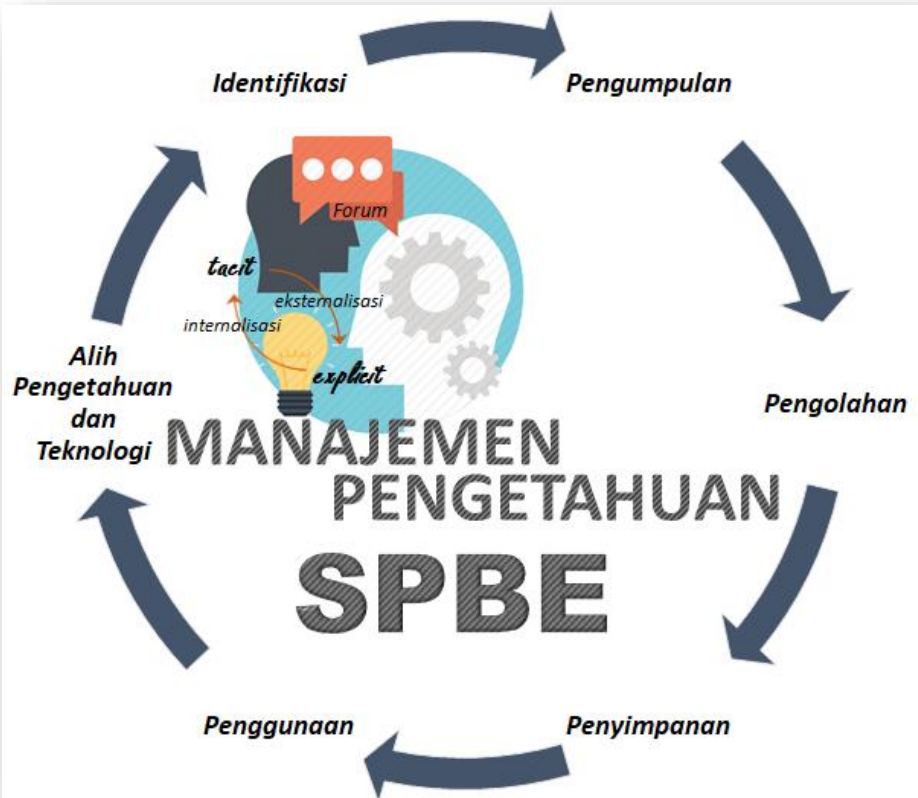 Identifikasi
Pengumpulan
Forum
tacit
eksternalisasi
internalisasi
explicit
Alih
Pengetahuan
dan
Teknologi
Pengolahan
MANAJEMEN
PENGETAHUAN
SPBE
Penggunaan
Penyimpanan